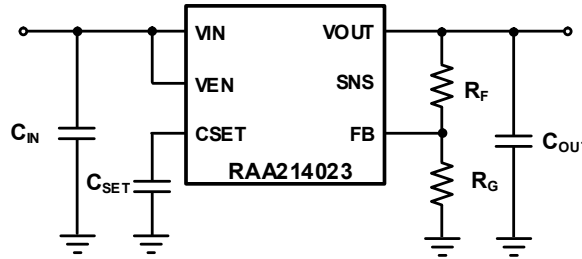 VIN VOUT
VEN SNS
CSET FB
RAA214023
CIN
CSET
RF
RG
COUT